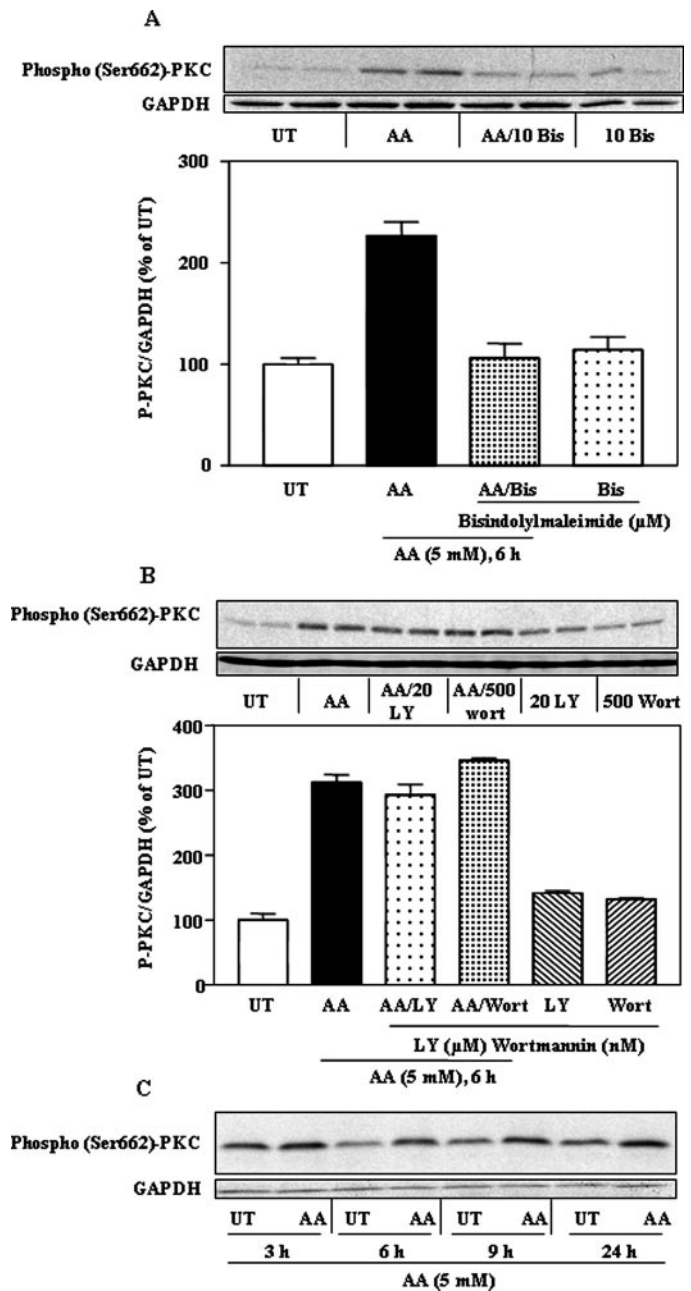 A
Phospho (Ser662)-PKC
GAPDH
UT AA AA/10 Bis 10 Bis
300
200
100
0
P-PKC/GAPDH (% of UT)
UT AA AA/Bis Bis
Bisindolylmaleimide (µM)
AA (5 mM), 6 h
B
Phospho (Ser662)-PKC
GAPDH
UT AA AA/20 LY AA/500 wort 20 LY 500 Wort
400
300
200
100
0
P-PKC/GAPDH (% of UT)
UT AA AA/LY AA/Wort LY Wort
LY (µM) Wortmannin (nM)
AA (5 mM), 6 h
C
Phospho (Ser662)-PKC
GAPDH
UT AA UT AA UT AA UT AA
3 h 6 h 9 h 24 h
AA (5 mM)